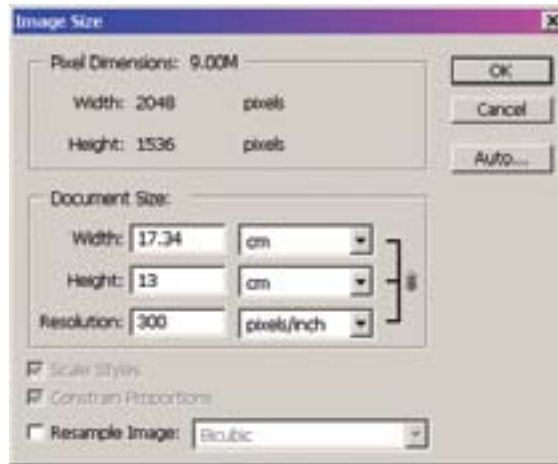 Image Size
Pixel Dimensions: 9.00M
Width: 2048 pixels
Height: 1536 pixels
OK
Cancel
Auto...
Document Size:
Width: 17.34 cm
Height: 13 cm
Resolution: 300 pixels/inch
Scale Styles
Constrain Proportions
Resample Image: Bicubic